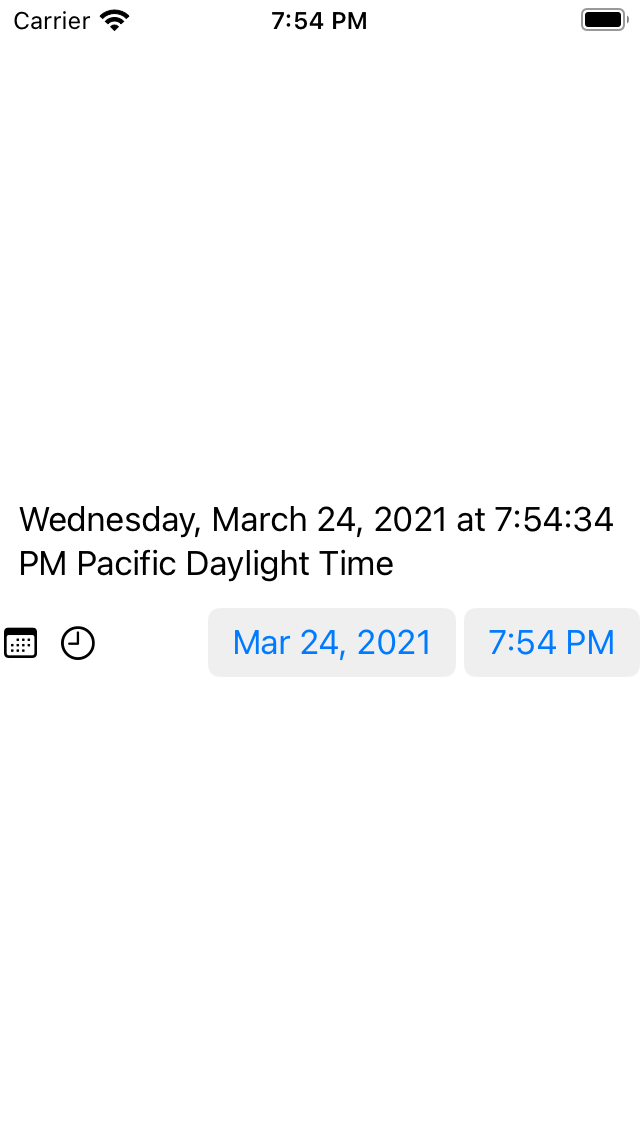 Carrier 7:54 PM
Wednesday, March 24, 2021 at 7:54:34
PM Pacific Daylight Time
Mar 24, 2021 7:54 PM